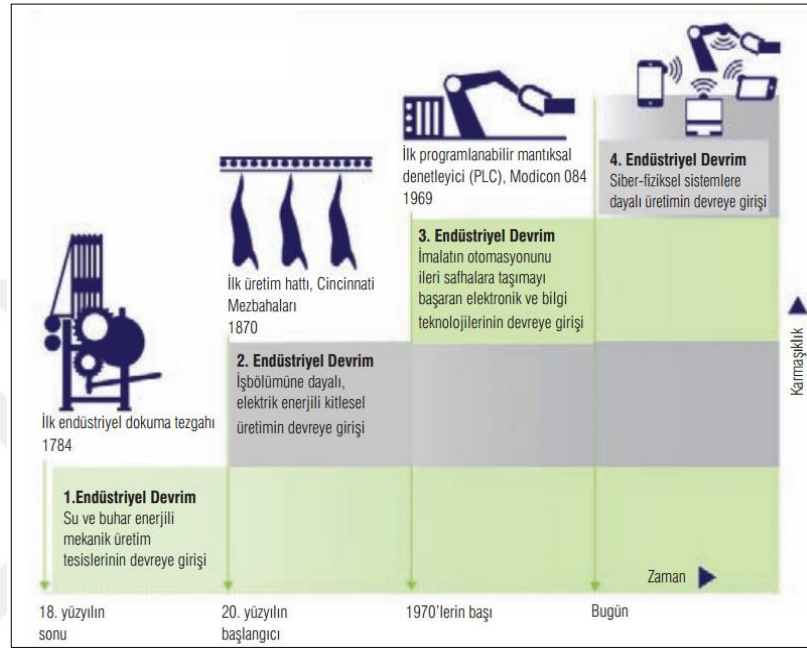 İlk endüstriyel dokuma tezgahı
1784
1.Endüstriyel Devrim
Su ve buhar enerjili
mekanik üretim
tesislerinin devreye girişi
18. yüzyılın
sonu
İlk üretim hattı, Cincinnati
Mezbahaları
1870
2. Endüstriyel Devrim
İşbölümüne dayalı,
elektrik enerjili kitlesel
üretimin devreye girişi
20. yüzyılın
başlangıcı
İlk programlanabilir mantıksal
denetleyici (PLC), Modicon 084
1969
3. Endüstriyel Devrim
İmalatın otomasyonunu
ileri safhalara taşımayı
başaran elektronik ve bilgi
teknolojilerinin devreye girişi
1970'lerin başı
4. Endüstriyel Devrim
Siber-fiziksel sistemlere
dayalı üretimin devreye girişi
Bugün
Zaman
Karmaşıklık